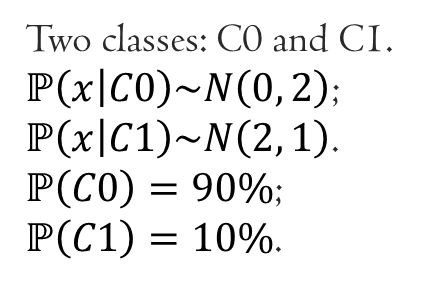 Two classes: C0 and C1.
ℙ(x|C0)~N(0, 2);
ℙ(x|C1)~N(2, 1).
ℙ(C0) = 90%;
ℙ(C1) = 10%.